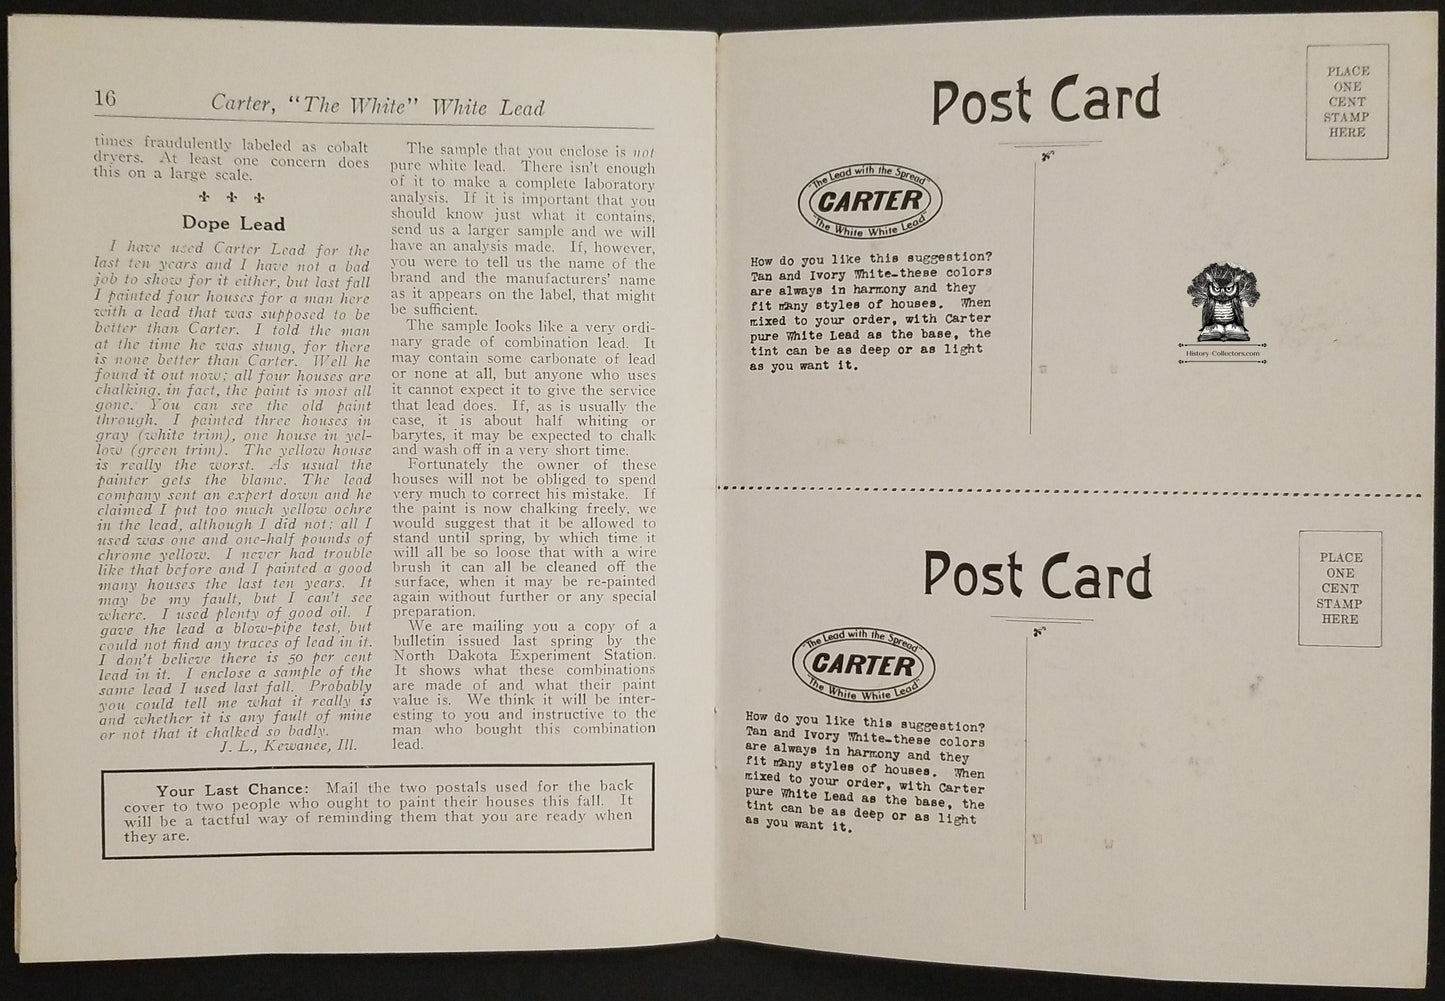 16
Carter, "The White" White Lead
times fraudulently labeled as cobalt
dryers. At least one concern does
this on a large scale.
Dope Lead
I have used Carter Lead for the
last ten years and I have not a bad
job to show for it either, but last fall
I painted four houses for a man here
with a lead that was supposed to be
better than Carter. I told the man
at the time he was stung, for there
is none better than Carter. Well he
found it out now; all four houses are
chalking, in fact, the paint is most all
gone. You can see the old paint
through. I painted three houses in
gray (white trim), one house in yel-
low (green trim). The yellow house
is really the worst. As usual the
painter gets the blame. The lead
company sent an expert down and he
claimed I put too much yellow ochre
in the lead, although I did not; all I
used was one and one-half pounds of
chrome yellow. I never had trouble
like that before and I painted a good
many houses the last ten years. It
may be my fault, but I can't see
where. I used plenty of good oil. I
gave the lead a blow-pipe test, but
could not find any traces of lead in it.
I don't believe there is 50 per cent
lead in it. I enclose a sample of the
same lead I used last fall. Probably
you could tell me what it really is
and whether it is any fault of mine
or not that it chalked so badly.
J. L., Kewanee, Ill.
The sample that you enclose is not
pure white lead. There isn't enough
of it to make a complete laboratory
analysis. If it is important that you
should know just what it contains,
send us a larger sample and we will
have an analysis made. If, however,
you were to tell us the name of the
brand and the manufacturers' name
as it appears on the label, that might
be sufficient.
The sample looks like a very ordi-
nary grade of combination lead. It
may contain some carbonate of lead
or none at all, but anyone who uses
it cannot expect it to give the service
that lead does. If, as is usually the
case, it is about half whiting or
barytes, it may be expected to chalk
and wash off in a very short time.
Fortunately the owner of these
houses will not be obliged to spend
very much to correct his mistake. If
the paint is now chalking freely, we
would suggest that it be allowed to
stand until spring, by which time it
will all be so loose that with a wire
brush it can all be cleaned off the
surface, when it may be re-painted
again without further or any special
preparation.
We are mailing you a copy of a
bulletin issued last spring by the
North Dakota Experiment Station.
It shows what these combinations
are made of and what their paint
value is. We think it will be inter-
esting to you and instructive to the
man who bought this combination
lead.
Your Last Chance: Mail the two postals used for the back
cover to two people who ought to paint their houses this fall. It
will be a tactful way of reminding them that you are ready when
they are.
Post Card
PLACE
ONE
CENT
STAMP
HERE
"The Lead with the Spread"
CARTER
"The White White Lead"
How do you like this suggestion?
Tan and Ivory White-these colors
are always in harmony and they
fit many styles of houses. When
mixed to your order, with Carter
pure White Lead as the base, the
tint can be as deep or as light
as you want it.
History-Collectors.com
Post Card
PLACE
ONE
CENT
STAMP
HERE
"The Lead with the Spread"
CARTER
"The White White Lead"
How do you like this suggestion?
Tan and Ivory White-these colors
are always in harmony and they
fit many styles of houses. When
mixed to your order, with Carter
pure White Lead as the base, the
tint can be as deep or as light
as you want it.